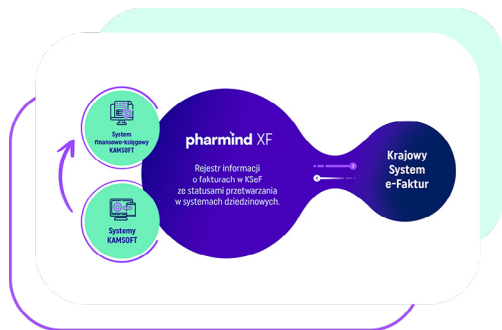 System
finansowo-księgowy
KAMSOFT
Systemy
KAMSOFT
pharmind XF
Rejestr informacji
o fakturach w KSeF
ze statusami przetwarzania
w systemach dziedzinowych.
Krajowy
System
e-Faktur